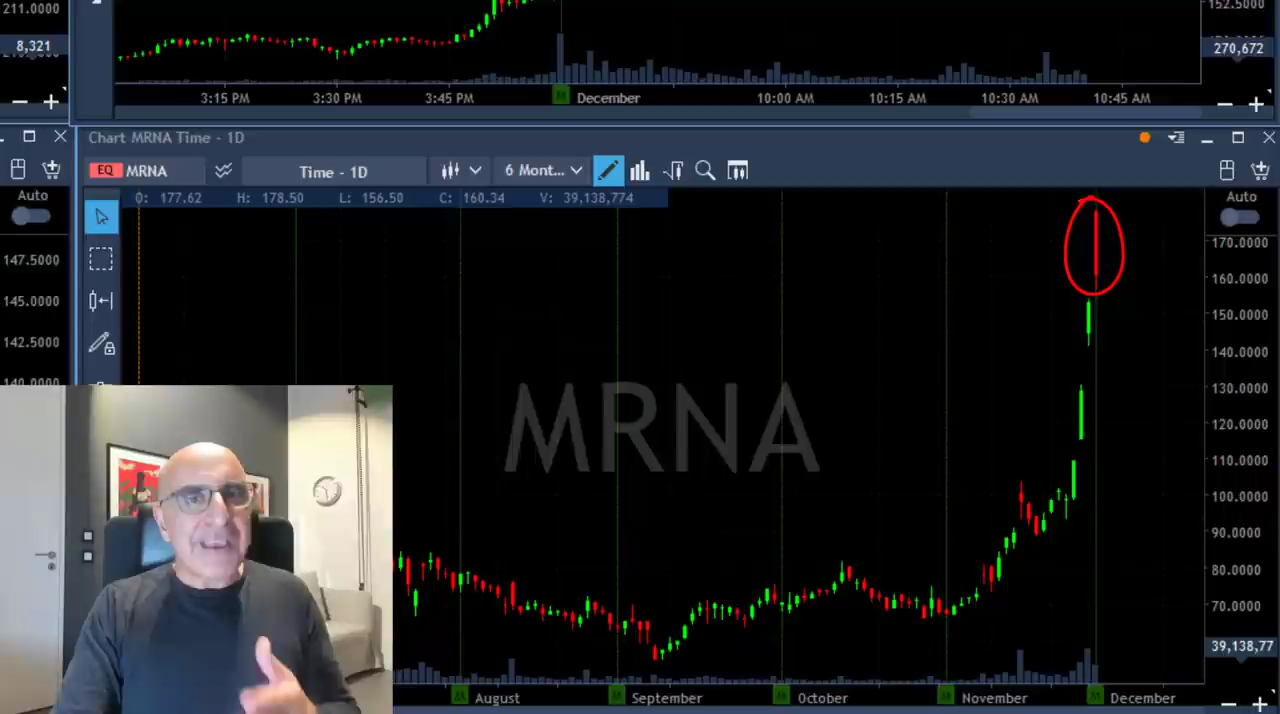 211.0000
8,321
152.5000
270,672
3:15 PM 3:30 PM 3:45 PM M December 10:00 AM 10:15 AM 10:30 AM 10:45 AM
Chart MRNA Time - 1D
EQ MRNA Time - 1D 6 Mont...
Auto
O: 177.62 H: 178.50 L: 156.50 C: 160.34 V: 39,138,774
Auto
147.5000
145.0000
142.5000
140.0000
170.0000
160.0000
150.0000
140.0000
130.0000
120.0000
110.0000
100.0000
90.0000
80.0000
70.0000
39,138,77
MRNA
M August M September M October M November M December